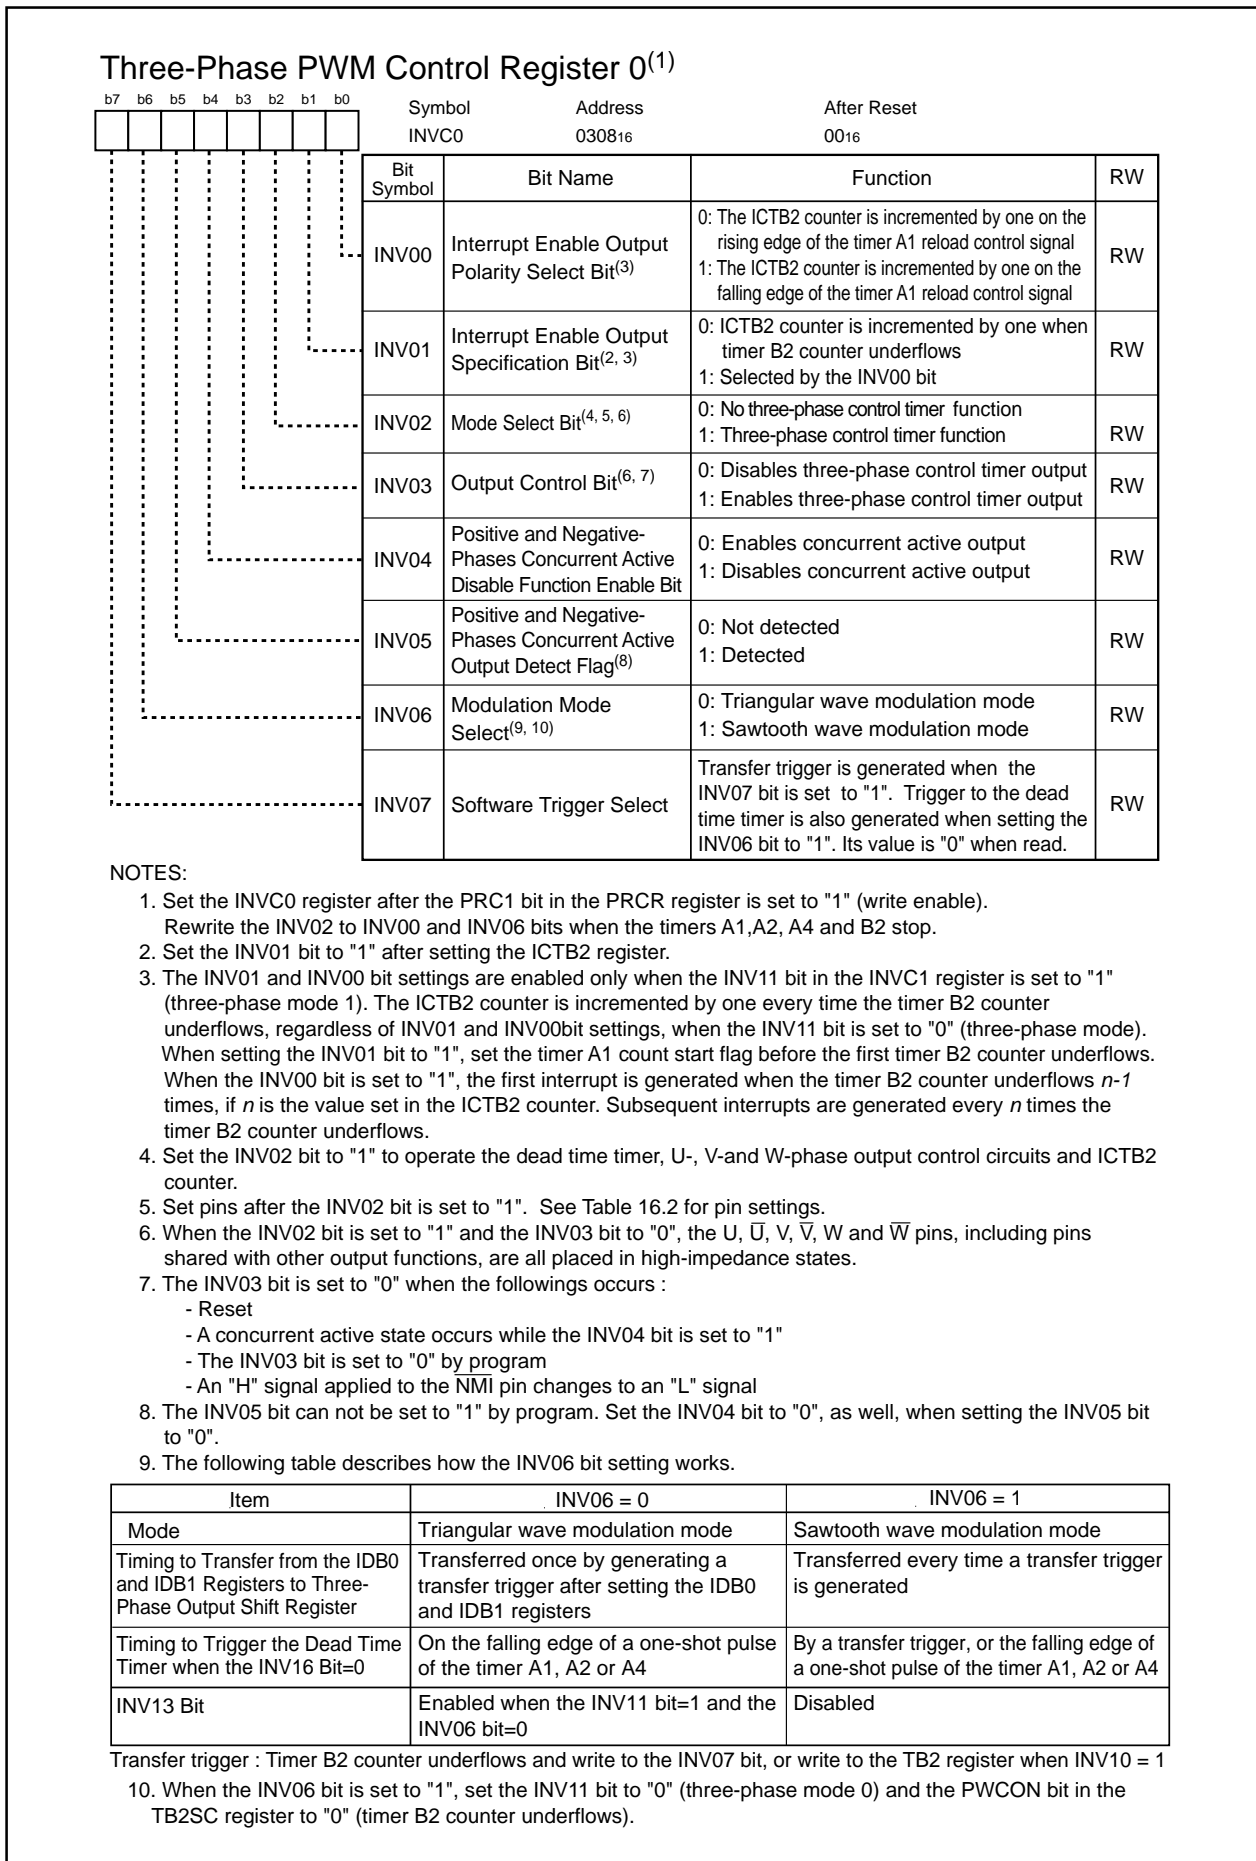 Three-Phase PWM Control Register 0(1)
b7 b6 b5 b4 b3 b2 b1 b0
Symbol Address After Reset
INVC0 030816 0016
Bit Symbol Bit Name Function RW
INV00 Interrupt Enable Output Polarity Select Bit(3)
0: The ICTB2 counter is incremented by one on the
rising edge of the timer A1 reload control signal
1: The ICTB2 counter is incremented by one on the
falling edge of the timer A1 reload control signal
RW
INV01 Interrupt Enable Output Specification Bit(2, 3)
0: ICTB2 counter is incremented by one when
timer B2 counter underflows
1: Selected by the INV00 bit
RW
INV02 Mode Select Bit(4, 5, 6)
0: No three-phase control timer function
1: Three-phase control timer function
RW
INV03 Output Control Bit(6, 7)
0: Disables three-phase control timer output
1: Enables three-phase control timer output
RW
INV04
Positive and Negative-
Phases Concurrent Active
Disable Function Enable Bit
0: Enables concurrent active output
1: Disables concurrent active output
RW
INV05
Positive and Negative-
Phases Concurrent Active
Output Detect Flag(8)
0: Not detected
1: Detected
RW
INV06
Modulation Mode
Select(9, 10)
0: Triangular wave modulation mode
1: Sawtooth wave modulation mode
RW
INV07 Software Trigger Select
Transfer trigger is generated when the
INV07 bit is set to "1". Trigger to the dead
time timer is also generated when setting the
INV06 bit to "1". Its value is "0" when read.
RW
NOTES:
1. Set the INVC0 register after the PRC1 bit in the PRCR register is set to "1" (write enable).
Rewrite the INV02 to INV00 and INV06 bits when the timers A1,A2, A4 and B2 stop.
2. Set the INV01 bit to "1" after setting the ICTB2 register.
3. The INV01 and INV00 bit settings are enabled only when the INV11 bit in the INVC1 register is set to "1"
(three-phase mode 1). The ICTB2 counter is incremented by one every time the timer B2 counter
underflows, regardless of INV01 and INV00bit settings, when the INV11 bit is set to "0" (three-phase mode).
When setting the INV01 bit to "1", set the timer A1 count start flag before the first timer B2 counter underflows.
When the INV00 bit is set to "1", the first interrupt is generated when the timer B2 counter underflows n-1
times, if n is the value set in the ICTB2 counter. Subsequent interrupts are generated every n times the
timer B2 counter underflows.
4. Set the INV02 bit to "1" to operate the dead time timer, U-, V-and W-phase output control circuits and ICTB2
counter.
5. Set pins after the INV02 bit is set to "1". See Table 16.2 for pin settings.
6. When the INV02 bit is set to "1" and the INV03 bit to "0", the U, U̅, V, V̅, W and W̅ pins, including pins
shared with other output functions, are all placed in high-impedance states.
7. The INV03 bit is set to "0" when the followings occurs :
- Reset
- A concurrent active state occurs while the INV04 bit is set to "1"
- The INV03 bit is set to "0" by program
- An "H" signal applied to the N̅M̅I̅ pin changes to an "L" signal
8. The INV05 bit can not be set to "1" by program. Set the INV04 bit to "0", as well, when setting the INV05 bit
to "0".
9. The following table describes how the INV06 bit setting works.
Item INV06 = 0 INV06 = 1
Mode Triangular wave modulation mode Sawtooth wave modulation mode
Timing to Transfer from the IDB0
and IDB1 Registers to Three-
Phase Output Shift Register
Transferred once by generating a
transfer trigger after setting the IDB0
and IDB1 registers
Transferred every time a transfer trigger
is generated
Timing to Trigger the Dead Time
Timer when the INV16 Bit=0
On the falling edge of a one-shot pulse
of the timer A1, A2 or A4
By a transfer trigger, or the falling edge of
a one-shot pulse of the timer A1, A2 or A4
INV13 Bit
Enabled when the INV11 bit=1 and the
INV06 bit=0
Disabled
Transfer trigger : Timer B2 counter underflows and write to the INV07 bit, or write to the TB2 register when INV10 = 1
10. When the INV06 bit is set to "1", set the INV11 bit to "0" (three-phase mode 0) and the PWCON bit in the
TB2SC register to "0" (timer B2 counter underflows).